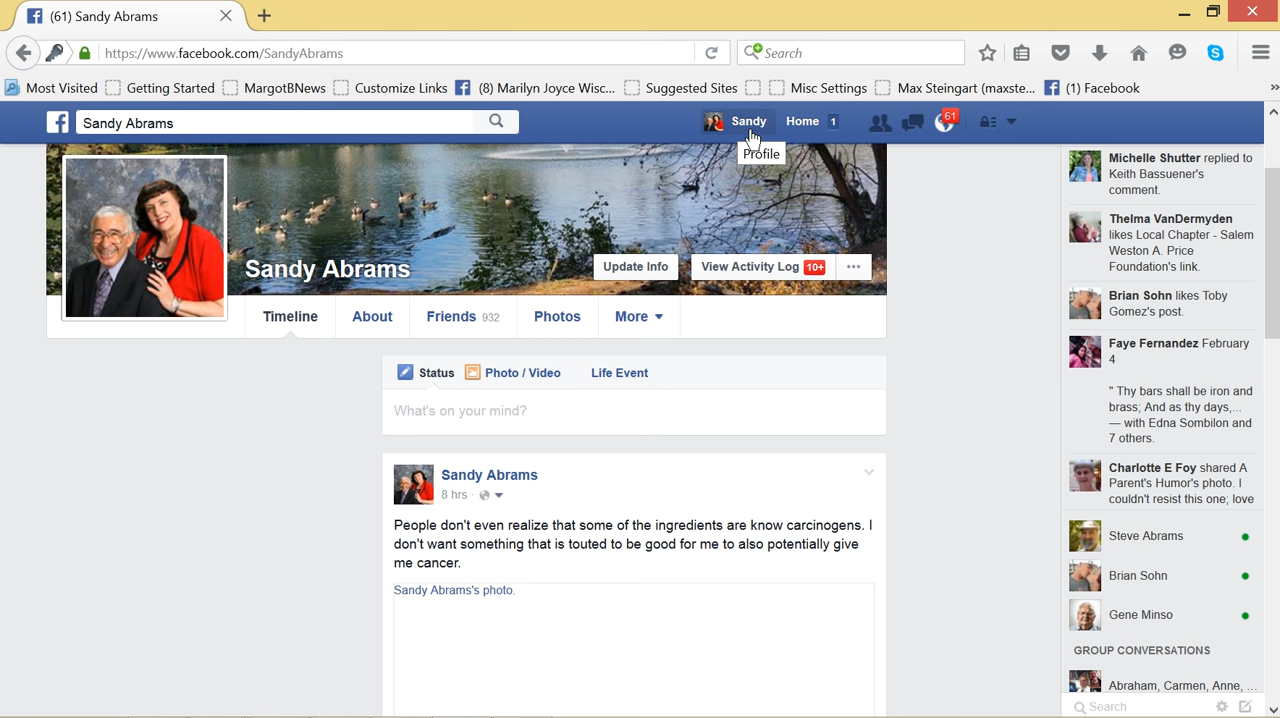 (61) Sandy Abrams
https://www.facebook.com/SandyAbrams
Search
Most Visited Getting Started MargotBNews Customize Links (8) Marilyn Joyce Wisc... Suggested Sites Misc Settings Max Steingart (maxste... (1) Facebook
Sandy Abrams
Sandy Home 1
61
Profile
Sandy Abrams
Update Info View Activity Log 10+
Timeline About Friends 932 Photos More
Status Photo / Video Life Event
What's on your mind?
Sandy Abrams
8 hrs ·
People don't even realize that some of the ingredients are know carcinogens. I
don't want something that is touted to be good for me to also potentially give
me cancer.
Sandy Abrams's photo.
Michelle Shutter replied to
Keith Bassuener's
comment.
Thelma VanDermyden
likes Local Chapter - Salem
Weston A. Price
Foundation's link.
Brian Sohn likes Toby
Gomez's post.
Faye Fernandez February
4
" Thy bars shall be iron and
brass; And as thy days,...
— with Edna Sombilon and
7 others.
Charlotte E Foy shared A
Parent's Humor's photo. I
couldn't resist this one; love
Steve Abrams
Brian Sohn
Gene Minso
GROUP CONVERSATIONS
Abraham, Carmen, Anne, ...
Search